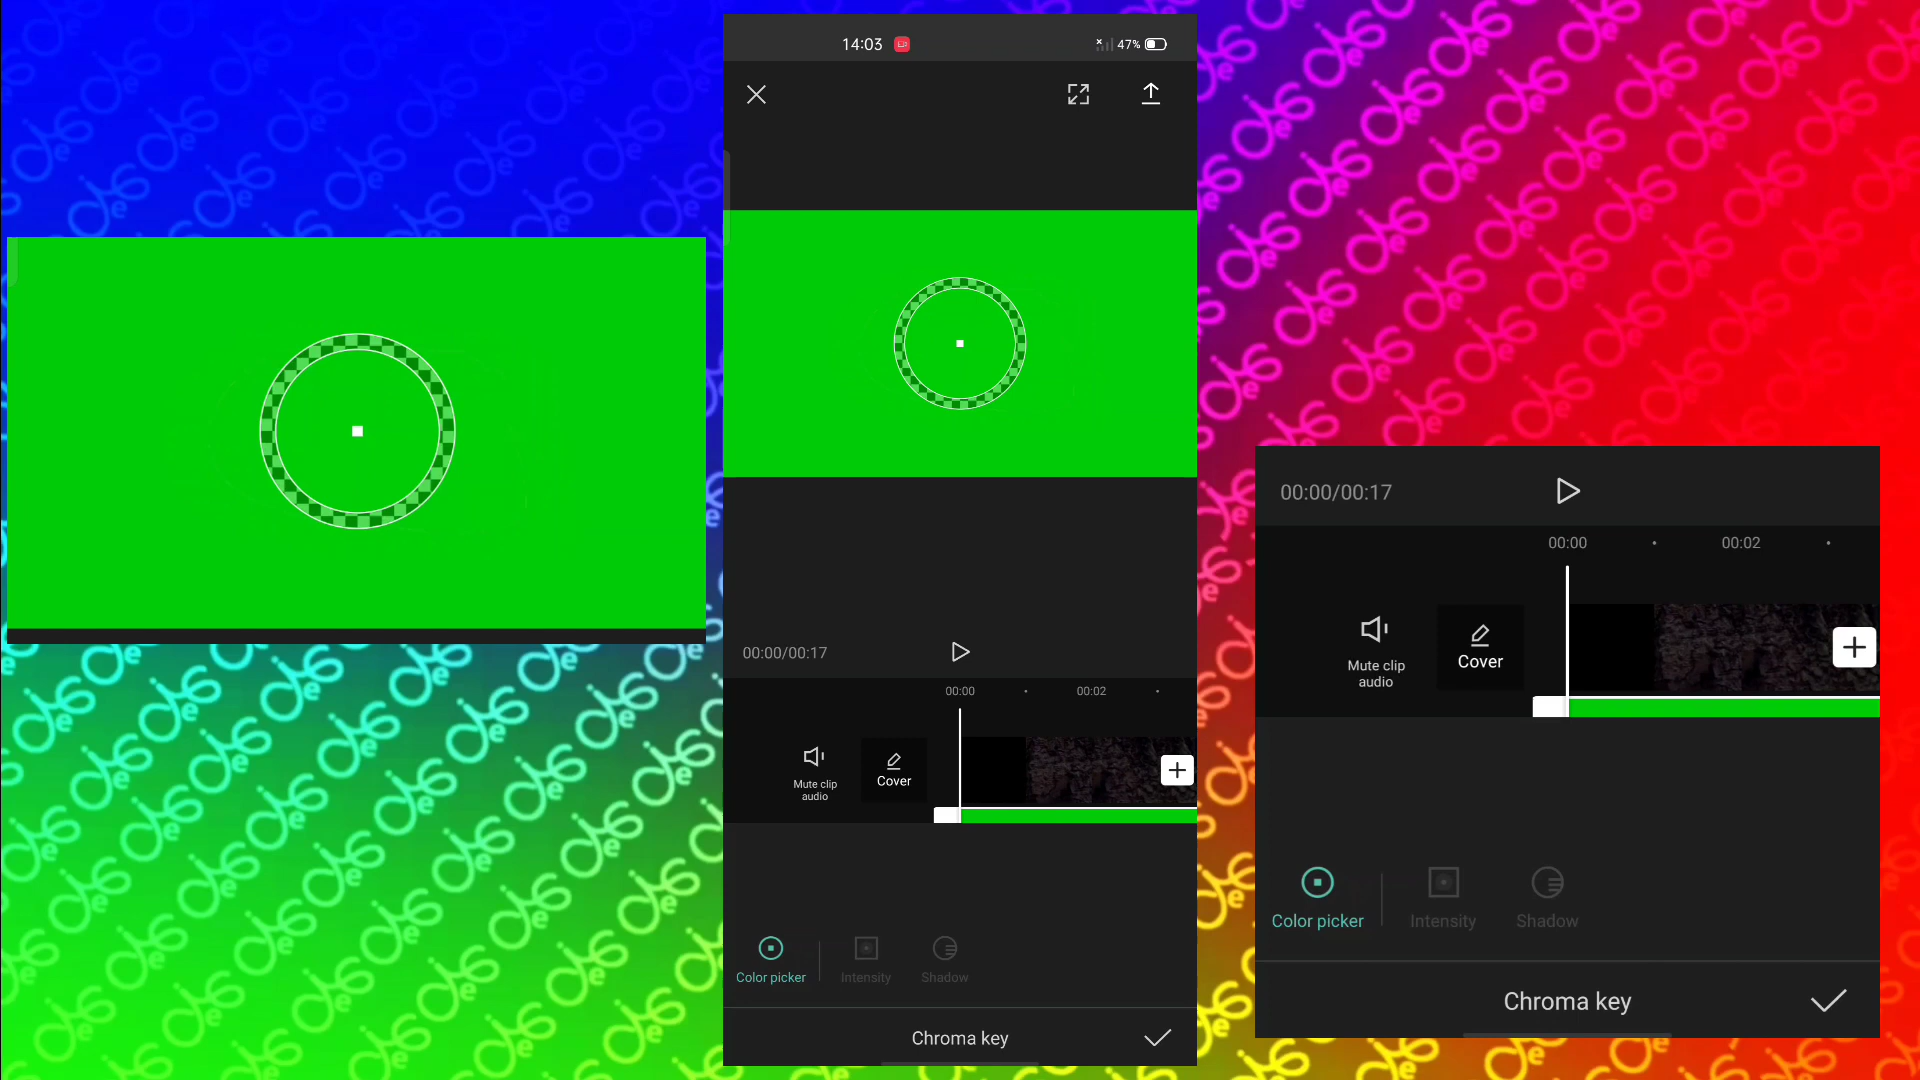 14:03
47%
00:00/00:17
00:00
00:02
Mute clip
audio
Cover
Color picker
Intensity
Shadow
Chroma key
00:00/00:17
00:00
00:02
Mute clip
audio
Cover
Color picker
Intensity
Shadow
Chroma key